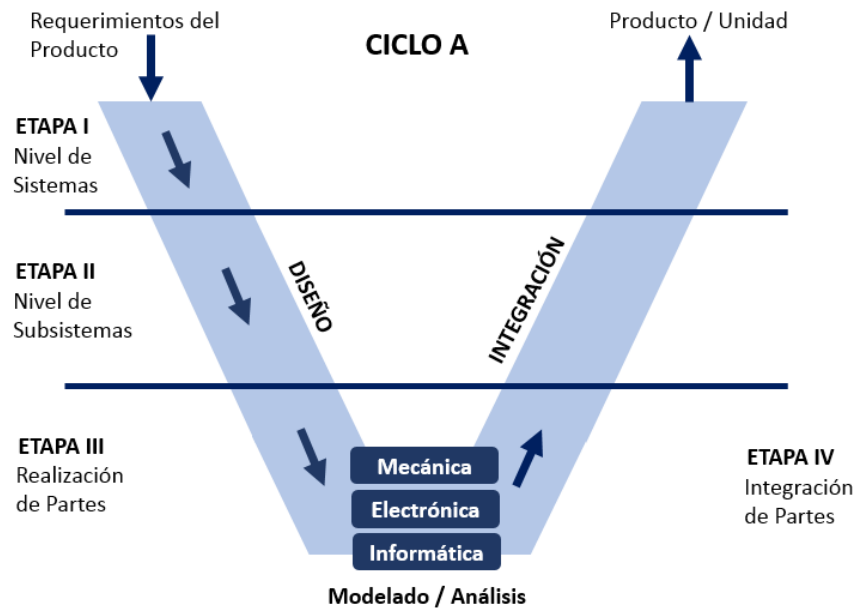 Requerimientos del
Producto
CICLO A
Producto / Unidad
ETAPA I
Nivel de
Sistemas
ETAPA II
Nivel de
Subsistemas
DISEÑO
INTEGRACIÓN
ETAPA III
Realización
de Partes
Mecánica
Electrónica
Informática
ETAPA IV
Integración
de Partes
Modelado / Análisis